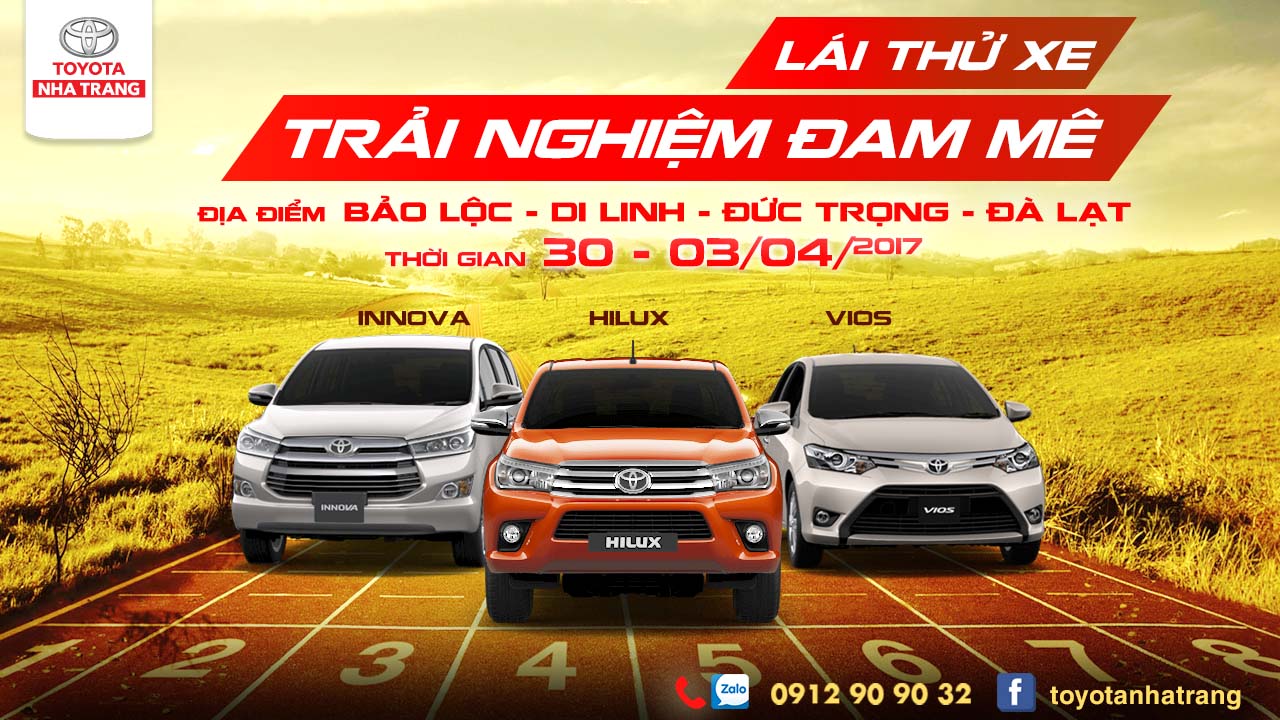 TOYOTA
NHA TRANG
LÁI THỬ XE
TRẢI NGHIỆM ĐAM MÊ
ĐỊA ĐIỂM BẢO LỘC - DI LINH - ĐỨC TRỌNG - ĐÀ LẠT
THỜI GIAN 30 - 03/04/2017
INNOVA HILUX VIOS
INNOVA HILUX VIOS
1 2 3 4 5 6 7 8
Zalo 0912 90 90 32 f toyotanhatrang